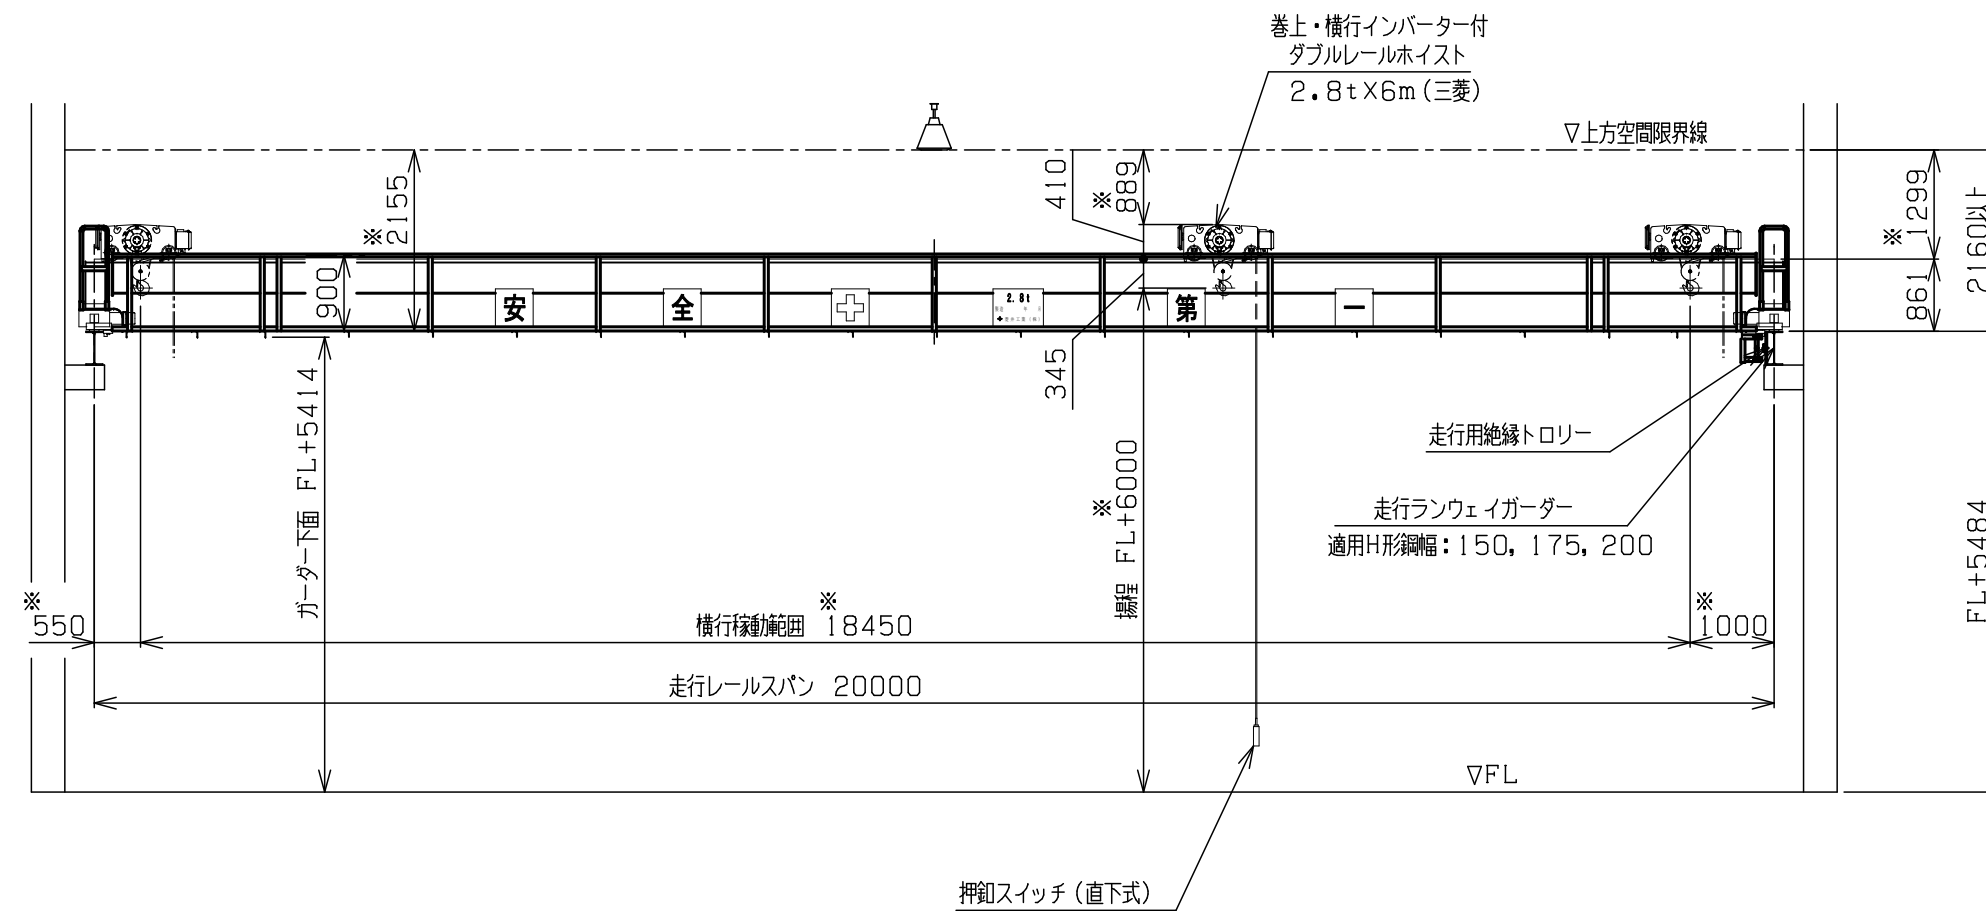 巻上・横行インバーター付
ダブルレールホイスト
2.8t×6m(三菱)
▽上方空間限界線
※2155
410
※889
※1299
2160以上
900
861
安
全
2.8t
第
一
345
ガーダー下面 FL+5414
※
揚程 FL+6000
走行用絶縁トロリー
走行ランウェイガーダー
適用H形鋼幅:150, 175, 200
FL+5484
※
550
横行稼動範囲 ※18450
※
1000
走行レールスパン 20000
▽FL
押釦スイッチ(直下式)